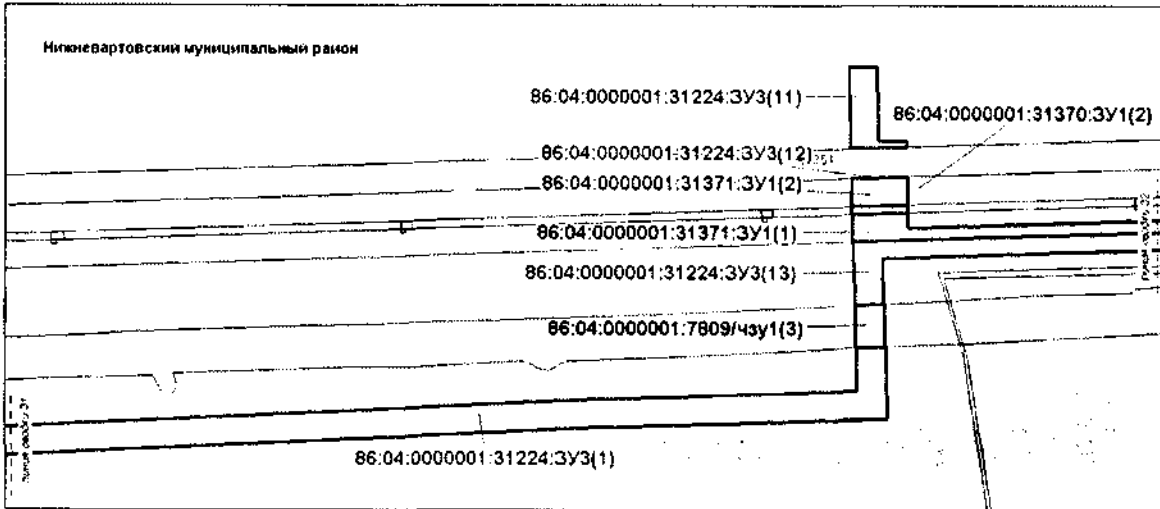 Нижневартовский муниципальный район
86:04:0000001:31224:ЗУ3(11)
86:04:0000001:31370:ЗУ1(2)
86:04:0000001:31224:ЗУ3(12)
86:04:0000001:31371:ЗУ1(2)
86:04:0000001:31371:ЗУ1(1)
86:04:0000001:31224:ЗУ3(13)
86:04:0000001:7809/чзу1(3)
86:04:0000001:31224:ЗУ3(1)